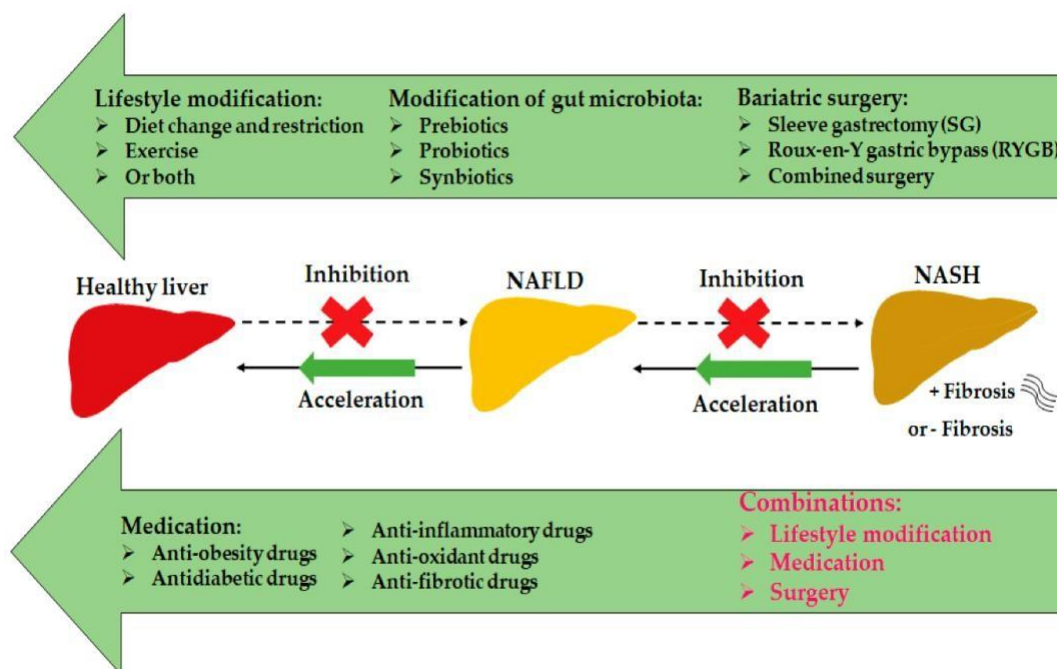 Lifestyle modification:
➢ Diet change and restriction
➢ Exercise
➢ Or both
Modification of gut microbiota:
➢ Prebiotics
➢ Probiotics
➢ Synbiotics
Bariatric surgery:
➢ Sleeve gastrectomy (SG)
➢ Roux-en-Y gastric bypass (RYGB)
➢ Combined surgery
Healthy liver
Inhibition
NAFLD
Inhibition
NASH
Acceleration
Acceleration
+ Fibrosis
or - Fibrosis
Medication:
➢ Anti-obesity drugs
➢ Antidiabetic drugs
➢ Anti-inflammatory drugs
➢ Anti-oxidant drugs
➢ Anti-fibrotic drugs
Combinations:
➢ Lifestyle modification
➢ Medication
➢ Surgery